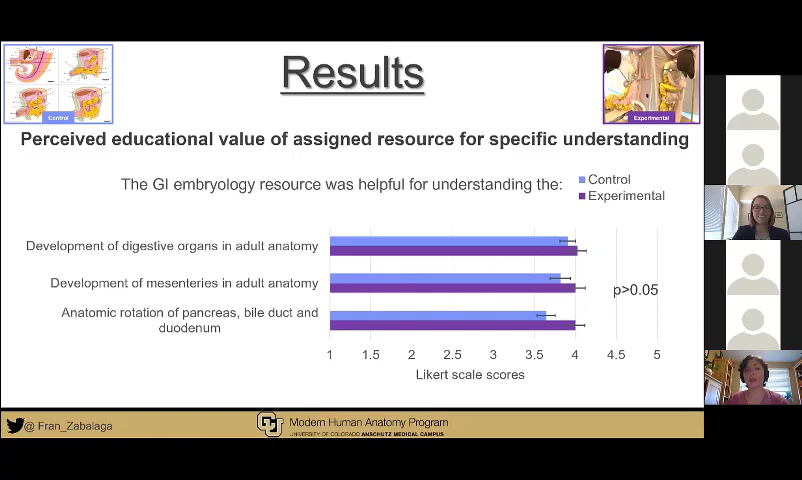 Results
Control
Experimental
Perceived educational value of assigned resource for specific understanding
The GI embryology resource was helpful for understanding the:
Control
Experimental
Development of digestive organs in adult anatomy
Development of mesenteries in adult anatomy
Anatomic rotation of pancreas, bile duct and
duodenum
p>0.05
1 1.5 2 2.5 3 3.5 4 4.5 5
Likert scale scores
@ Fran_Zabalaga
Modern Human Anatomy Program
UNIVERSITY OF COLORADO ANSCHUTZ MEDICAL CAMPUS